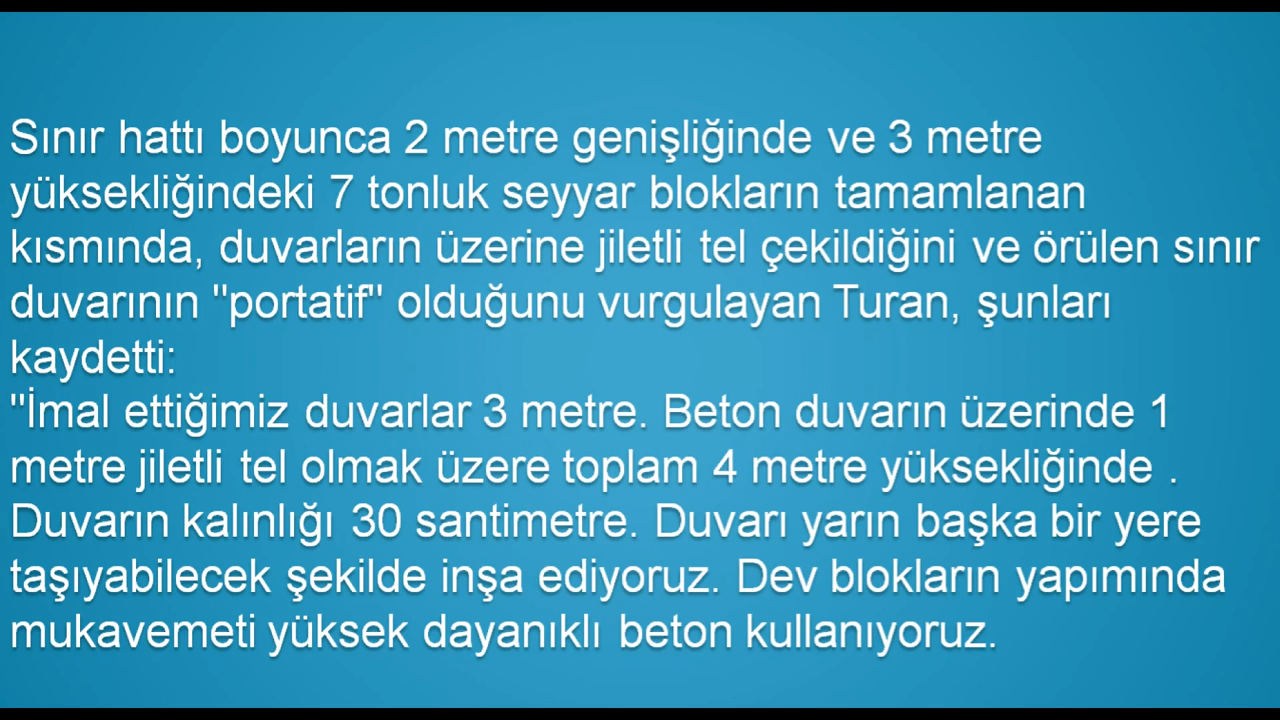 Sınır hattı boyunca 2 metre genişliğinde ve 3 metre
yüksekliğindeki 7 tonluk seyyar blokların tamamlanan
kısmında, duvarların üzerine jiletli tel çekildiğini ve örülen sınır
duvarının "portatif" olduğunu vurgulayan Turan, şunları
kaydetti:
"İmal ettiğimiz duvarlar 3 metre. Beton duvarın üzerinde 1
metre jiletli tel olmak üzere toplam 4 metre yüksekliğinde .
Duvarın kalınlığı 30 santimetre. Duvarı yarın başka bir yere
taşıyabilecek şekilde inşa ediyoruz. Dev blokların yapımında
mukavemeti yüksek dayanıklı beton kullanıyoruz.